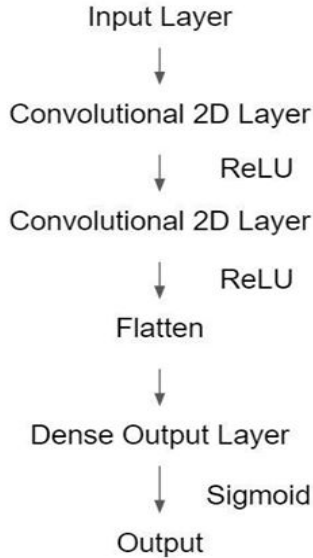 Input Layer
Convolutional 2D Layer
ReLU
Convolutional 2D Layer
ReLU
Flatten
Dense Output Layer
Sigmoid
Output